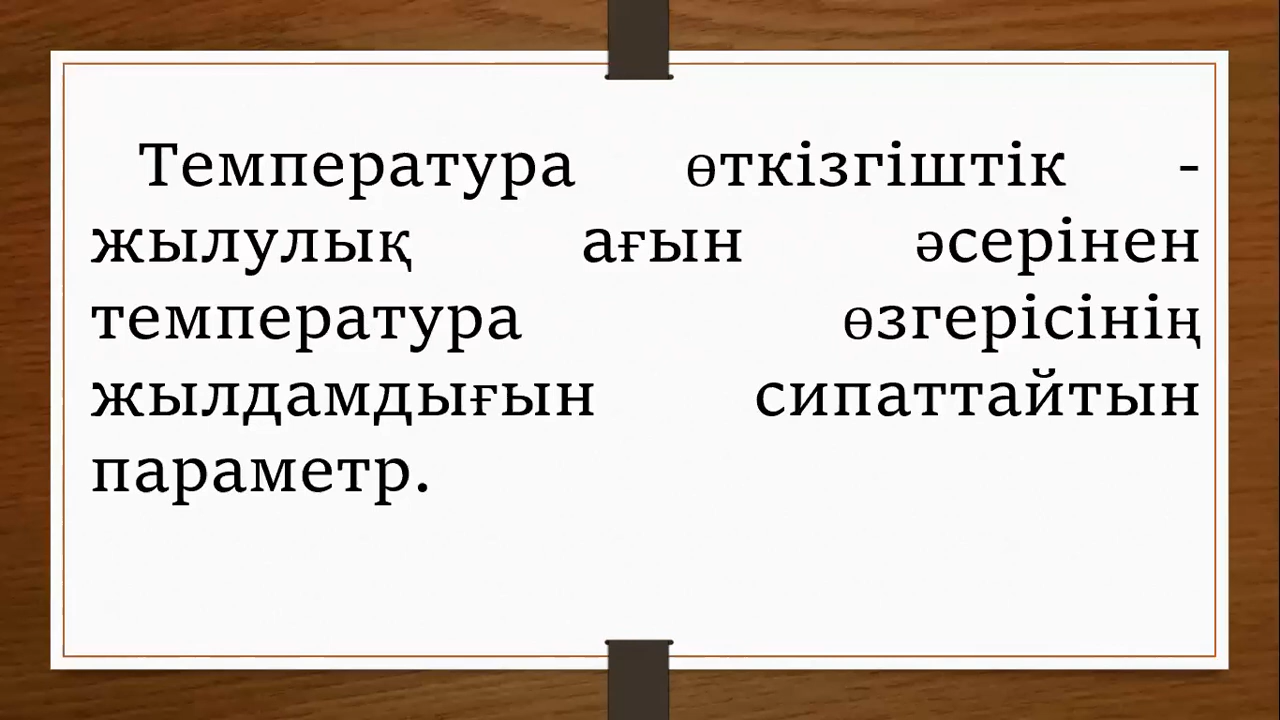 Температура өткізгіштік -
жылулық ағын әсерінен
температура өзгерісінің
жылдамдығын сипаттайтын
параметр.